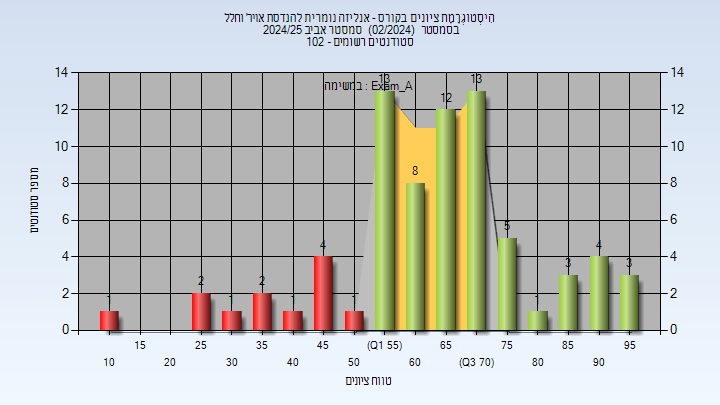 היסטוגרמת ציונים בקורס - אנליזה נומרית להנדסת אויר וחלל
בסמסטר (02/2024) סמסטר אביב 2024/25
סטודנטים רשומים - 102
במשימה : Exam_A
מספר סטודנטים
14 14
12 12
10 10
8 8
6 6
4 4
2 2
0 0
1 2 1 2 1 4 1 13 8 12 13 5 1 3 4 3
15 25 35 45 (Q1 55) 65 75 85 95
10 20 30 40 50 60 (Q3 70) 80 90
טווח ציונים